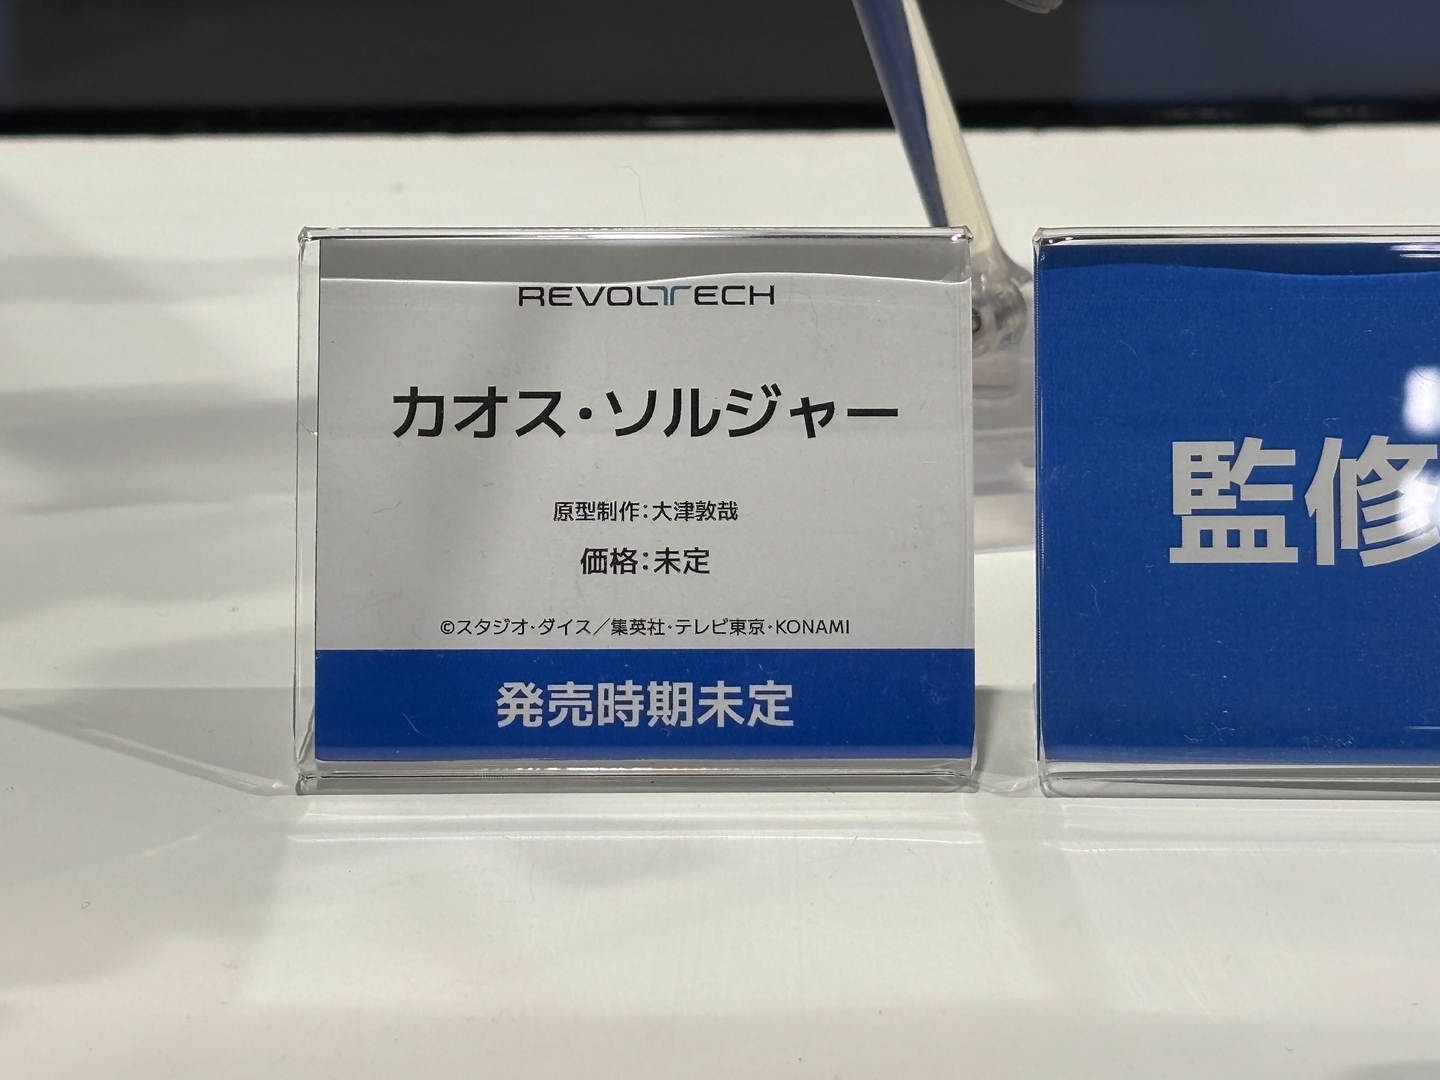 REVOLTECH
カオス・ソルジャー
原型制作：大津敦哉
価格：未定
©スタジオ・ダイス／集英社・テレビ東京・KONAMI
発売時期未定
監修